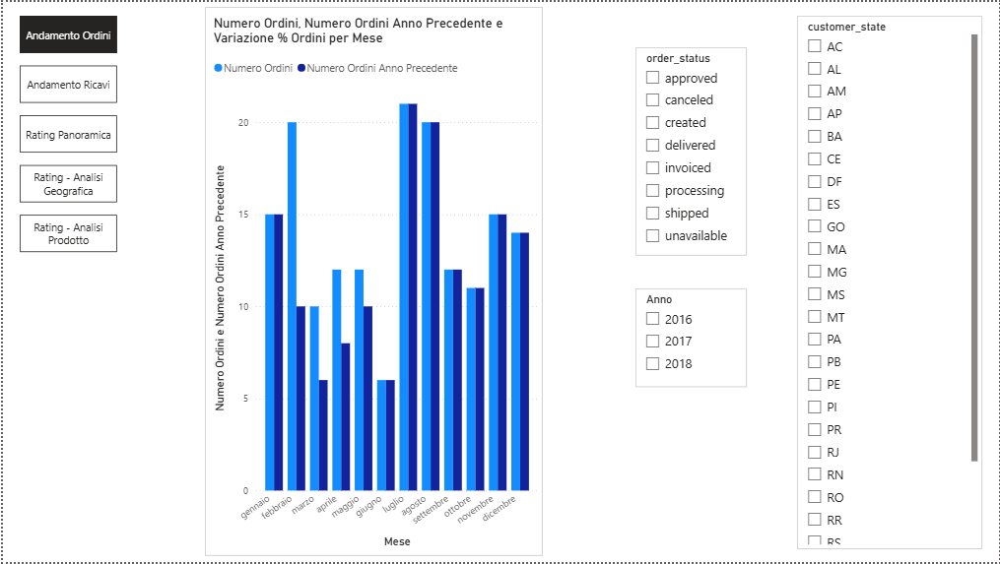 Andamento Ordini
Andamento Ricavi
Rating Panoramica
Rating - Analisi
Geografica
Rating - Analisi
Prodotto
Numero Ordini, Numero Ordini Anno Precedente e
Variazione % Ordini per Mese
Numero Ordini
Numero Ordini Anno Precedente
Numero Ordini e Numero Ordini Anno Precedente
20
15
10
5
0
gennaio
febbraio
marzo
aprile
maggio
giugno
luglio
agosto
settembre
ottobre
novembre
dicembre
Mese
order_status
approved
canceled
created
delivered
invoiced
processing
shipped
unavailable
Anno
2016
2017
2018
customer_state
AC
AL
AM
AP
BA
CE
DF
ES
GO
MA
MG
MS
MT
PA
PB
PE
PI
PR
RJ
RN
RO
RR
RS